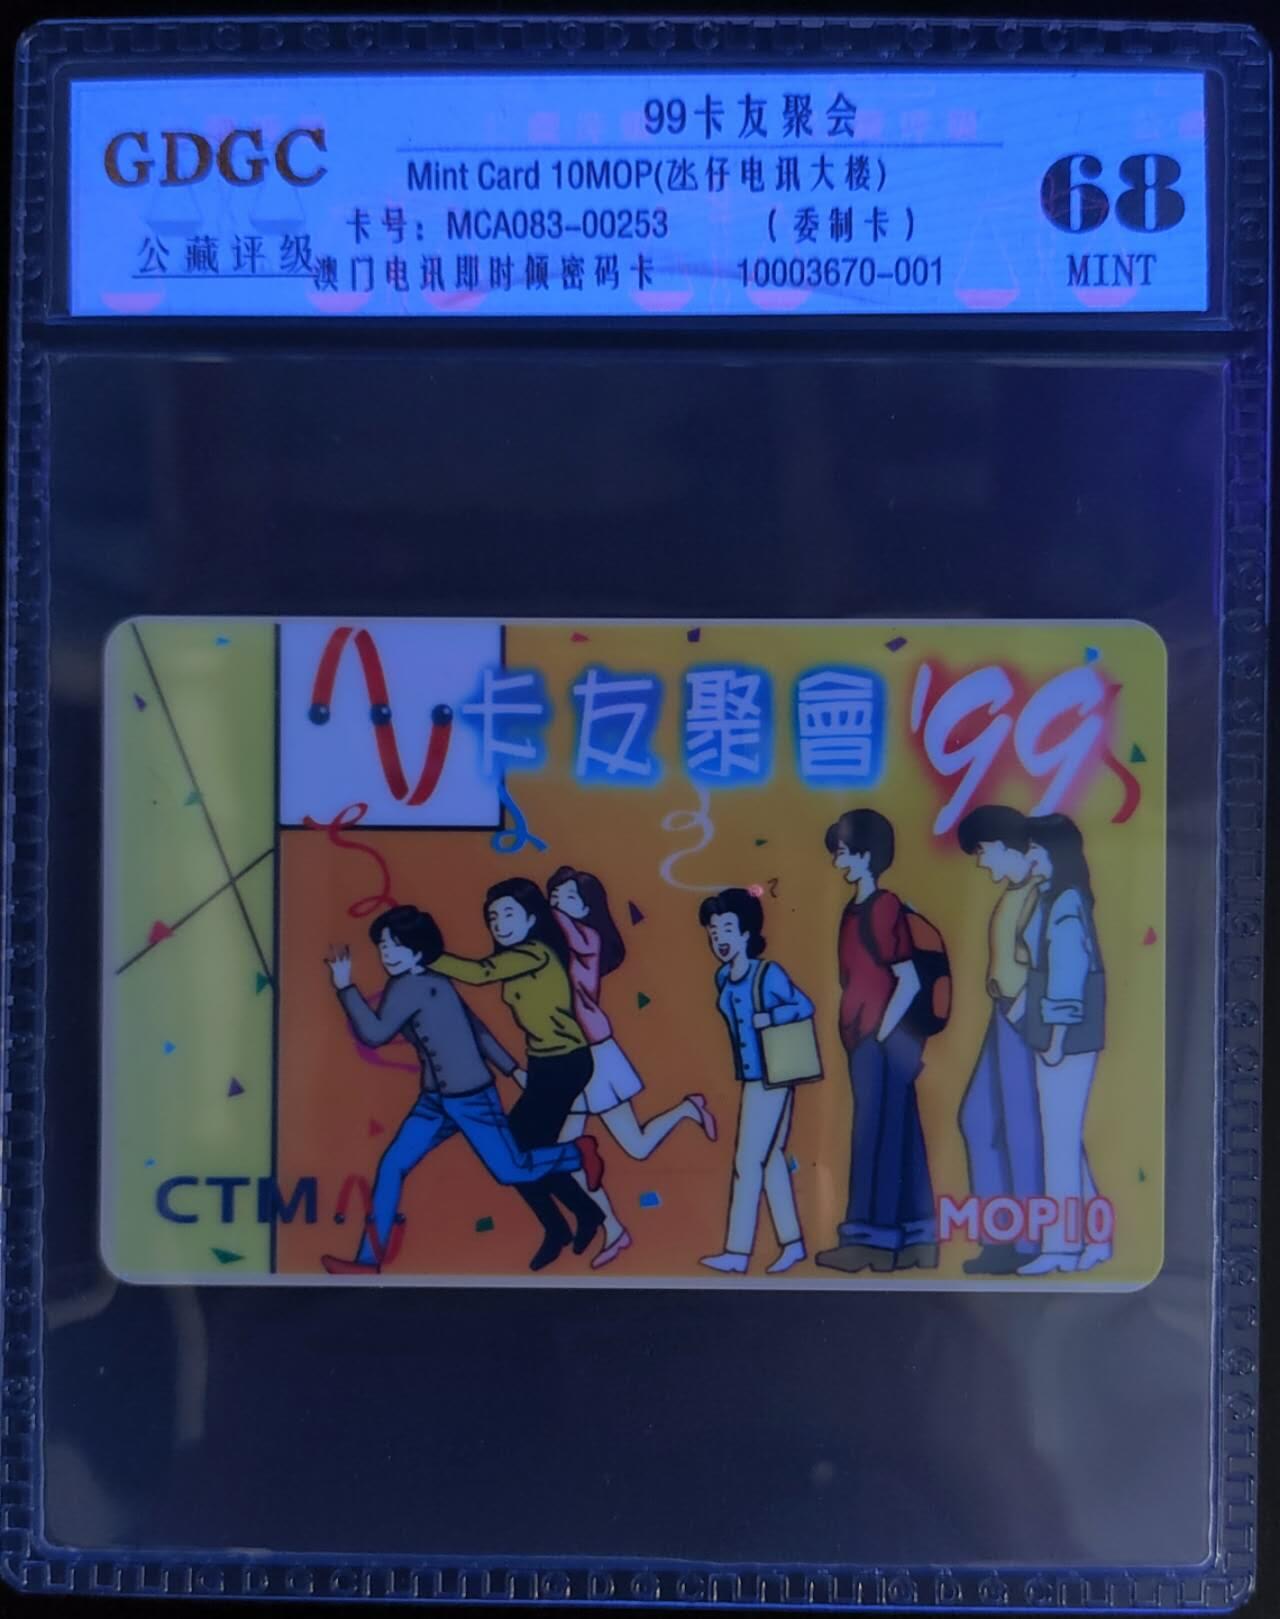 99卡友聚会
GDGC
Mint Card 10MOP(氹仔电讯大楼)
68
卡号：MCA083-00253 （委制卡）
公藏评级
澳门电讯即时倾密码卡 10003670-001
MINT
卡友聚會'99
CTM
MOP10